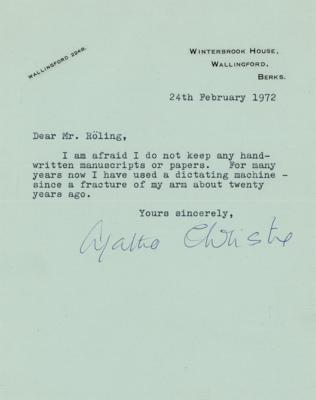 WALLINGFORD 2248.
WINTERBROOK HOUSE,
WALLINGFORD,
BERKS.
24th February 1972
Dear Mr. Röling,
I am afraid I do not keep any hand-
written manuscripts or papers. For many
years now I have used a dictating machine -
since a fracture of my arm about twenty
years ago.
Yours sincerely,
Agatha Christie